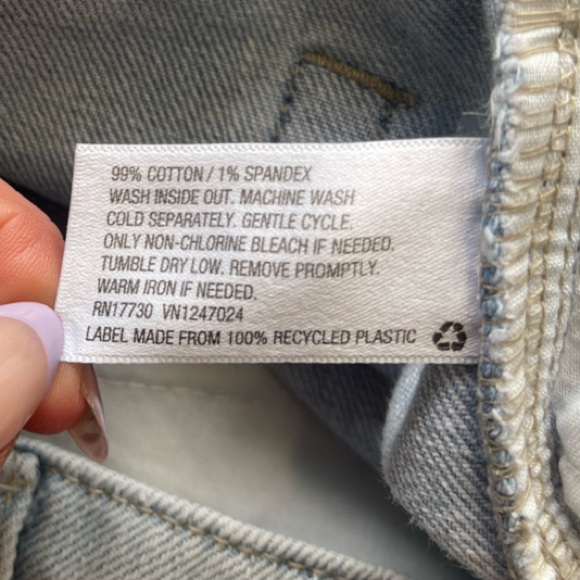 99% COTTON / 1% SPANDEX
WASH INSIDE OUT. MACHINE WASH
COLD SEPARATELY. GENTLE CYCLE.
ONLY NON-CHLORINE BLEACH IF NEEDED.
TUMBLE DRY LOW. REMOVE PROMPTLY.
WARM IRON IF NEEDED.
RN17730 VN1247024
LABEL MADE FROM 100% RECYCLED PLASTIC